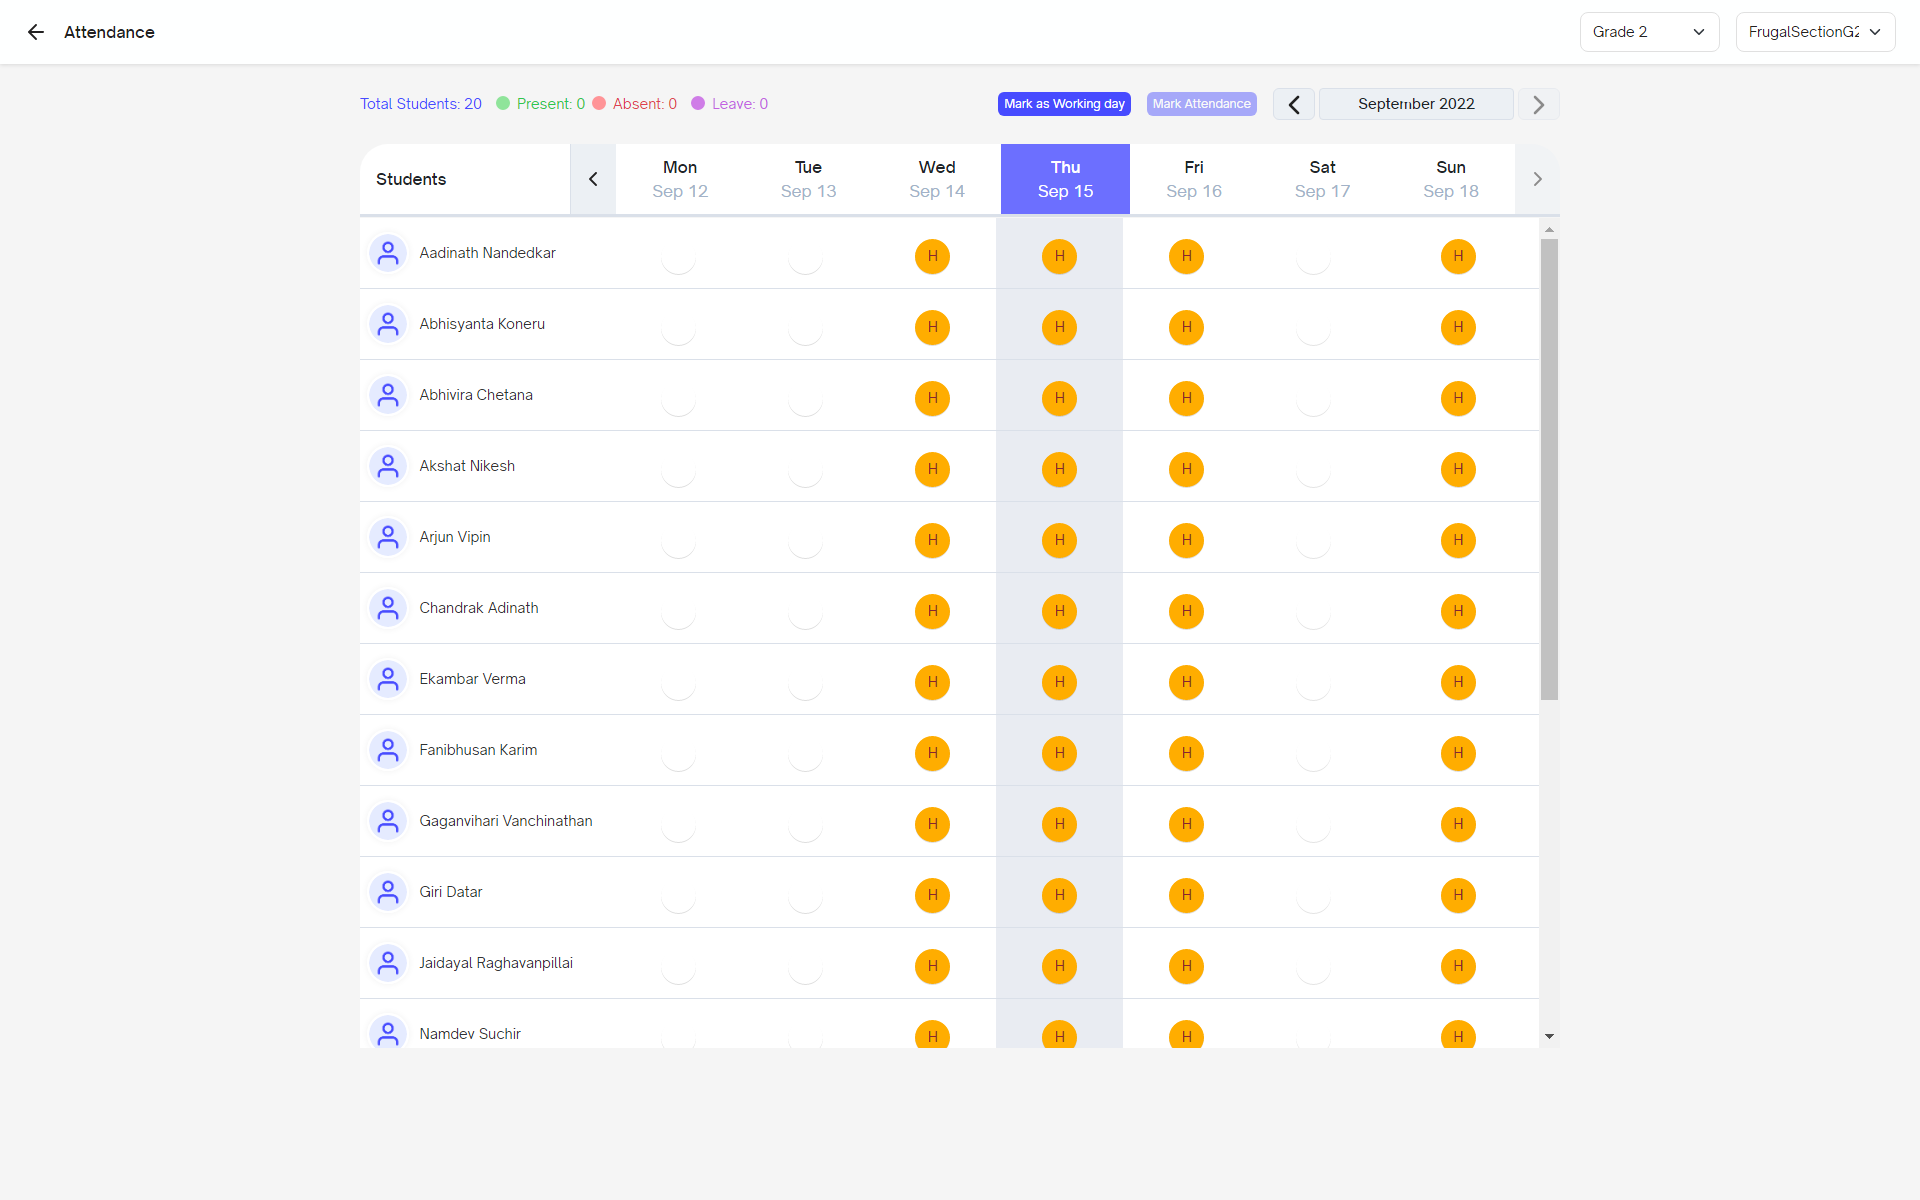 Attendance
Grade 2
FrugalSectionG2
Total Students: 20 Present: 0 Absent: 0 Leave: 0
Mark as Working day
Mark Attendance
September 2022
Students Mon Tue Wed Thu Fri Sat Sun
Sep 12 Sep 13 Sep 14 Sep 15 Sep 16 Sep 17 Sep 18
Aadinath Nandedkar H H H H
Abhisyanta Koneru H H H H
Abhivira Chetana H H H H
Akshat Nikesh H H H H
Arjun Vipin H H H H
Chandrak Adinath H H H H
Ekambar Verma H H H H
Fanibhusan Karim H H H H
Gaganvihari Vanchinathan H H H H
Giri Datar H H H H
Jaidayal Raghavanpillai H H H H
Namdev Suchir H H H H